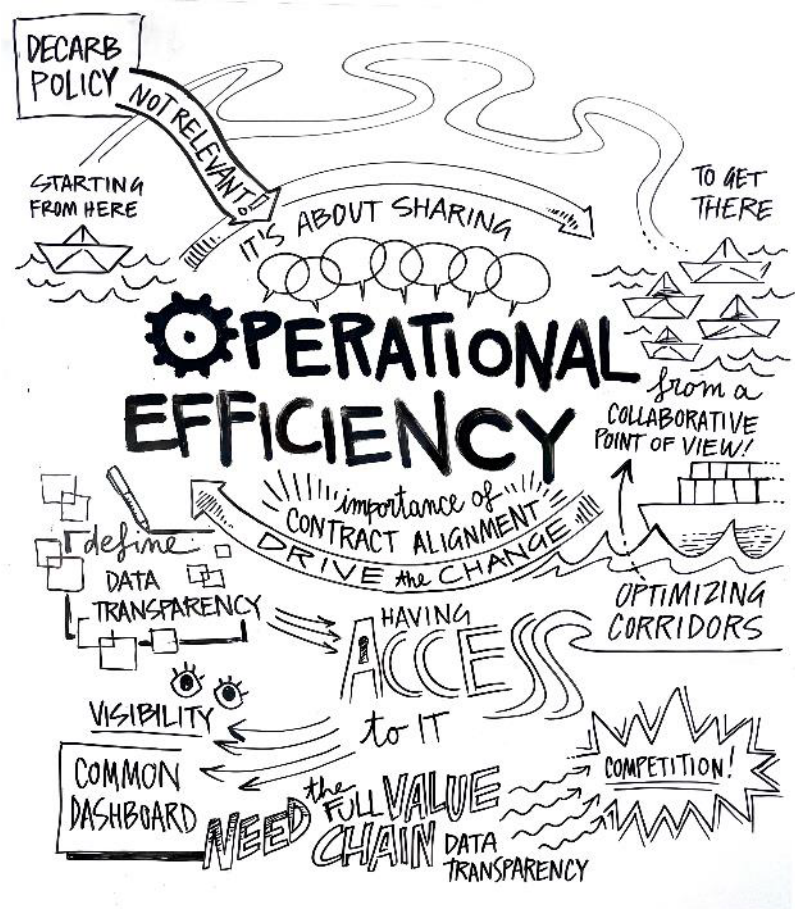 DECARB
POLICY
NOT RELEVANT!
STARTING
FROM HERE
TO GET
THERE
IT'S ABOUT SHARING
OPERATIONAL
EFFICIENCY
from a
COLLABORATIVE
POINT OF VIEW!
importance of
CONTRACT ALIGNMENT
DRIVE the CHANGE
define
DATA
TRANSPARENCY
OPTIMIZING
CORRIDORS
HAVING
ACCESS
to IT
VISIBILITY
COMMON
DASHBOARD
NEED the FULL VALUE
CHAIN DATA
TRANSPARENCY
COMPETITION!